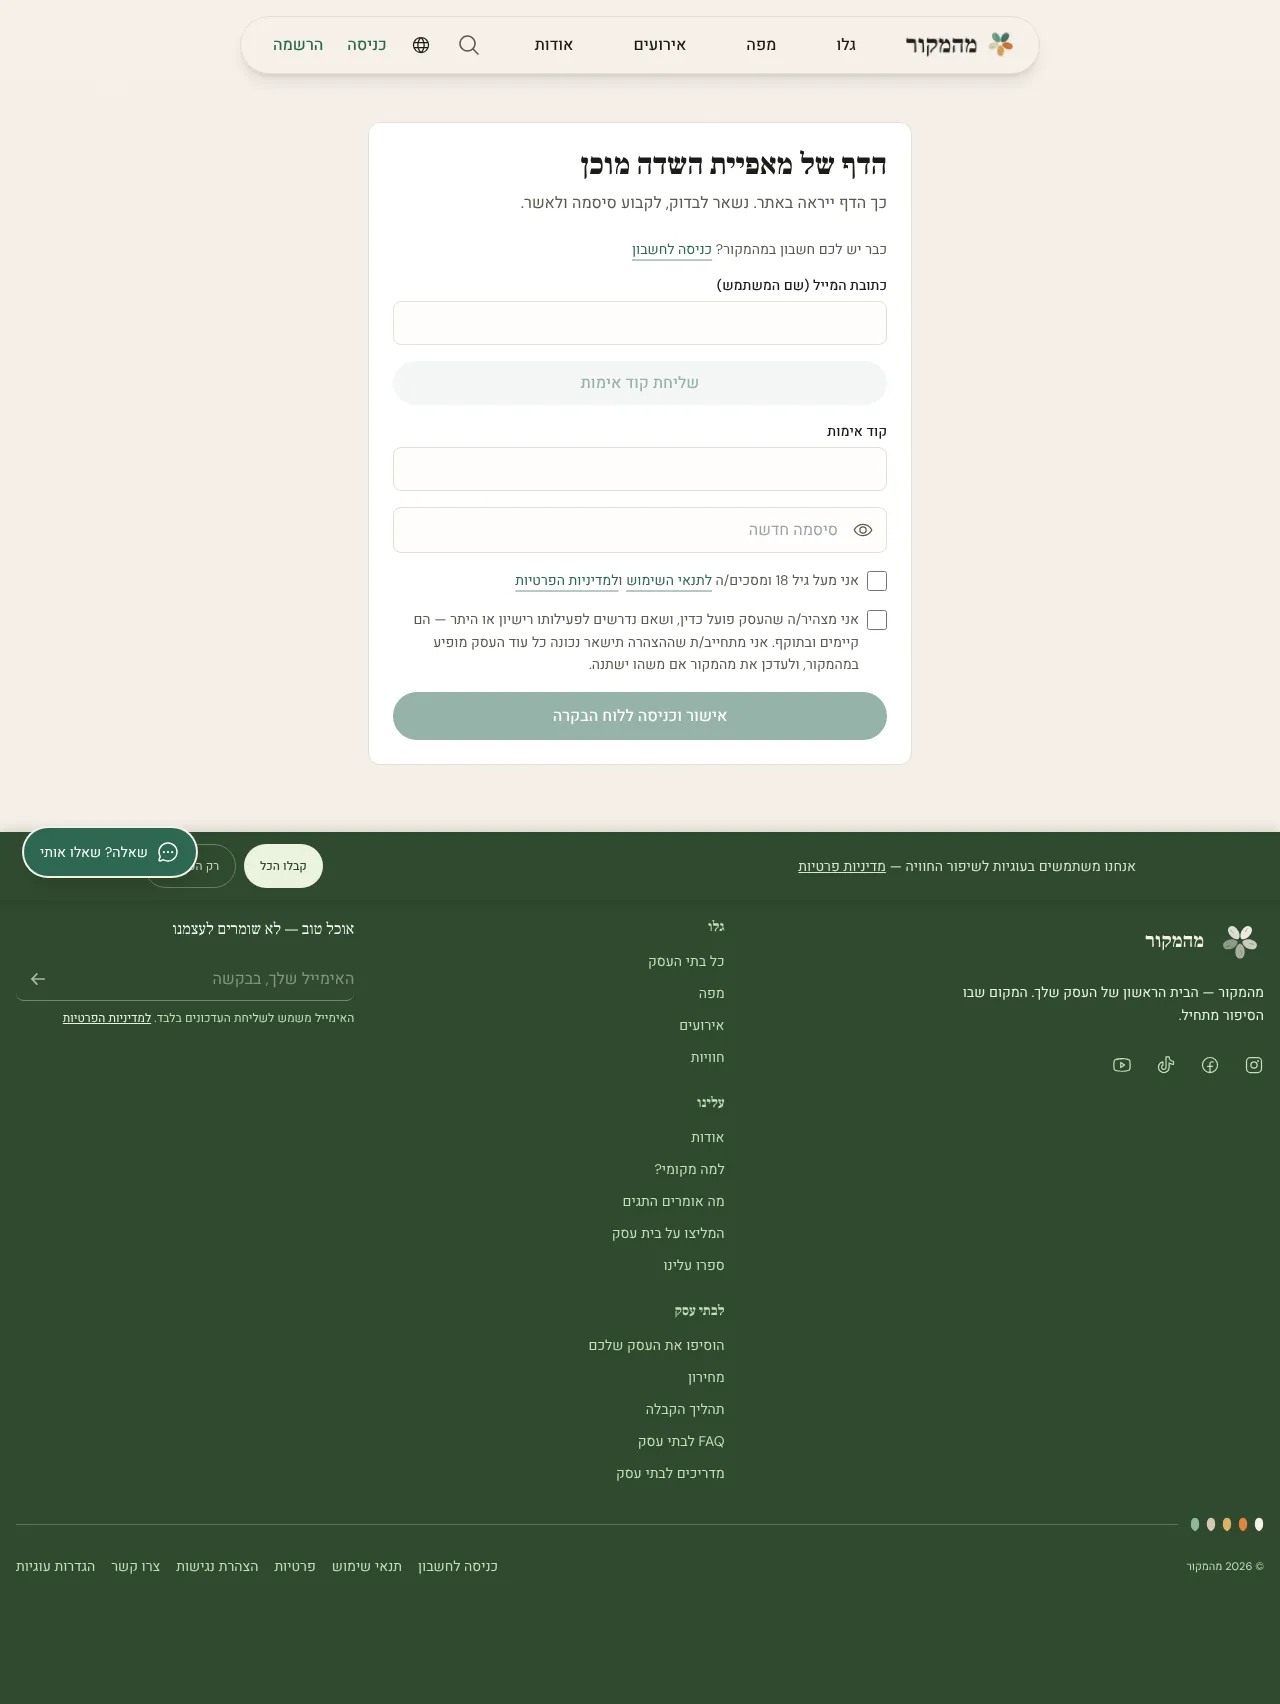 מהמקור
גלו
מפה
אירועים
אודות
כניסה
הרשמה
הדף של מאפיית השדה מוכן
כך הדף ייראה באתר. נשאר לבדוק, לקבוע סיסמה ולאשר.
כבר יש לכם חשבון במהמקור? כניסה לחשבון
כתובת המייל (שם המשתמש)
שליחת קוד אימות
קוד אימות
סיסמה חדשה
אני מעל גיל 18 ומסכים/ה לתנאי השימוש ולמדיניות הפרטיות
אני מצהיר/ה שהעסק פועל כדין, ושאם נדרשים לפעילותו רישיון או היתר — הם
קיימים ובתוקף. אני מתחייב/ת שההצהרה תישאר נכונה כל עוד העסק מופיע
במהמקור, ולעדכן את מהמקור אם משהו ישתנה.
אישור וכניסה ללוח הבקרה
אנחנו משתמשים בעוגיות לשיפור החוויה — מדיניות פרטיות
קבלו הכל
רק
שאלה? שאלו אותי
מהמקור
מהמקור — הבית הראשון של העסק שלך. המקום שבו
הסיפור מתחיל.
גלו
כל בתי העסק
מפה
אירועים
חוויות
עלינו
אודות
למה מקומי?
מה אומרים התגים
המליצו על בית עסק
ספרו עלינו
לבתי עסק
הוסיפו את העסק שלכם
מחירון
תהליך הקבלה
FAQ לבתי עסק
מדריכים לבתי עסק
אוכל טוב — לא שומרים לעצמנו
האימייל שלך, בבקשה
האימייל משמש לשליחת העדכונים בלבד. למדיניות הפרטיות
© 2026 מהמקור
כניסה לחשבון
תנאי שימוש
פרטיות
הצהרת נגישות
צרו קשר
הגדרות עוגיות